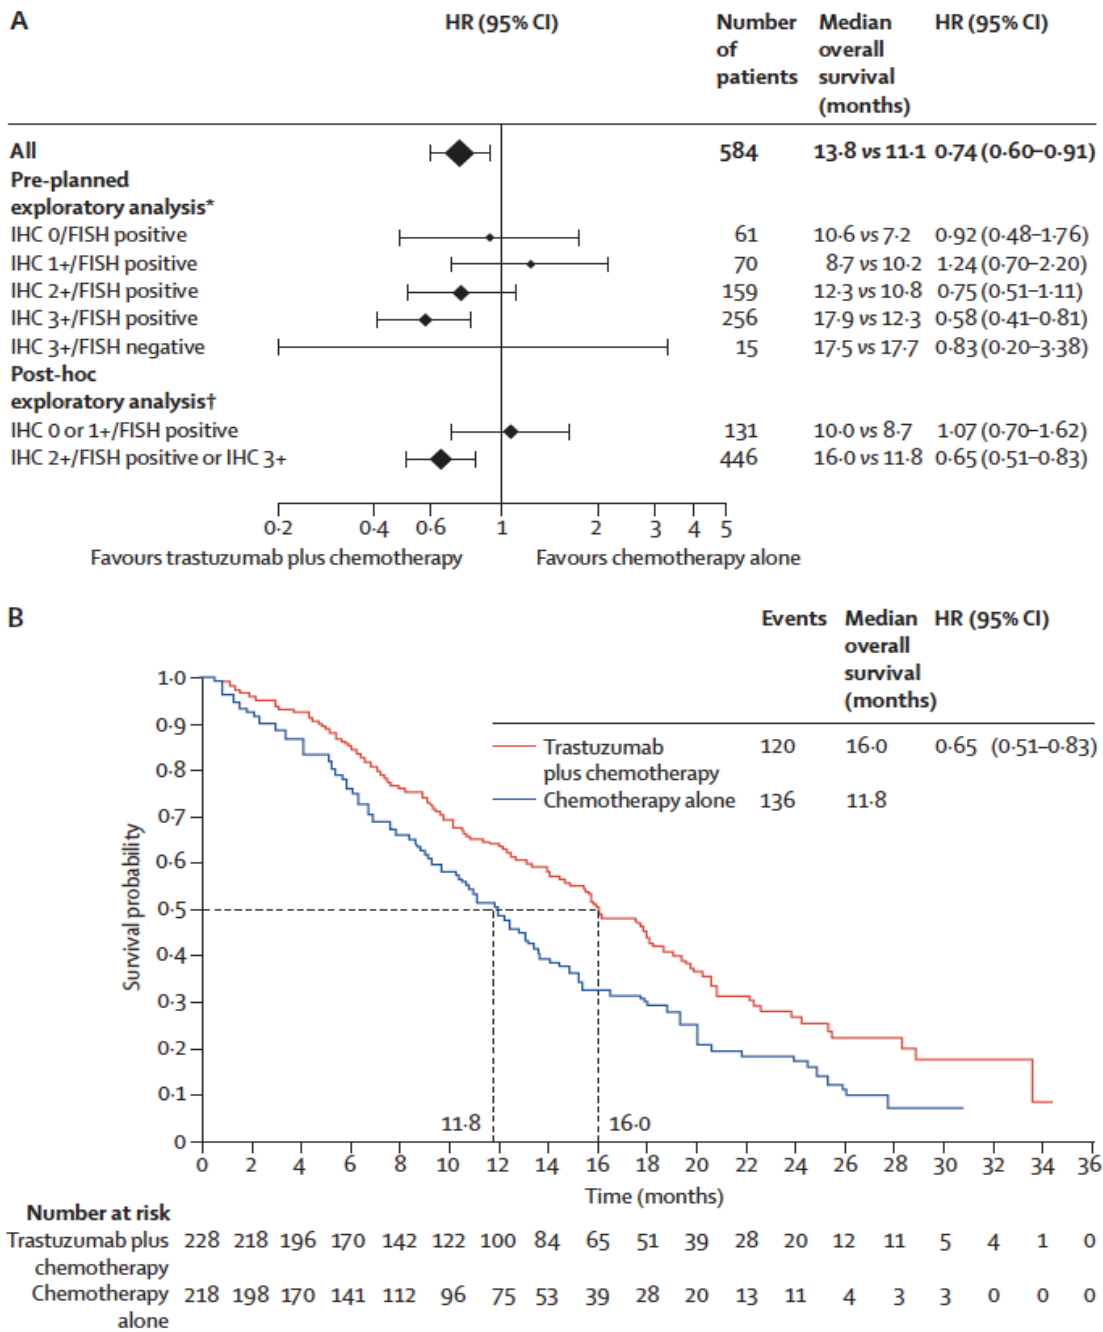 A
HR (95% CI)
Number of patients
Median overall survival (months)
HR (95% CI)
All 584 13·8 vs 11·1 0·74 (0·60–0·91)
Pre-planned
exploratory analysis*
IHC 0/FISH positive 61 10·6 vs 7·2 0·92 (0·48–1·76)
IHC 1+/FISH positive 70 8·7 vs 10·2 1·24 (0·70–2·20)
IHC 2+/FISH positive 159 12·3 vs 10·8 0·75 (0·51–1·11)
IHC 3+/FISH positive 256 17·9 vs 12·3 0·58 (0·41–0·81)
IHC 3+/FISH negative 15 17·5 vs 17·7 0·83 (0·20–3·38)
Post-hoc
exploratory analysis†
IHC 0 or 1+/FISH positive 131 10·0 vs 8·7 1·07 (0·70–1·62)
IHC 2+/FISH positive or IHC 3+ 446 16·0 vs 11·8 0·65 (0·51–0·83)
0·2 0·4 0·6 1 2 3 4 5
Favours trastuzumab plus chemotherapy Favours chemotherapy alone
B
Events
Median overall survival (months)
HR (95% CI)
Trastuzumab 120 16·0 0·65 (0·51–0·83)
plus chemotherapy
Chemotherapy alone 136 11·8
Survival probability
1·0
0·9
0·8
0·7
0·6
0·5
0·4
0·3
0·2
0·1
0
11·8 16·0
0 2 4 6 8 10 12 14 16 18 20 22 24 26 28 30 32 34 36
Time (months)
Number at risk
Trastuzumab plus 228 218 196 170 142 122 100 84 65 51 39 28 20 12 11 5 4 1 0
chemotherapy
Chemotherapy 218 198 170 141 112 96 75 53 39 28 20 13 11 4 3 3 0 0 0
alone